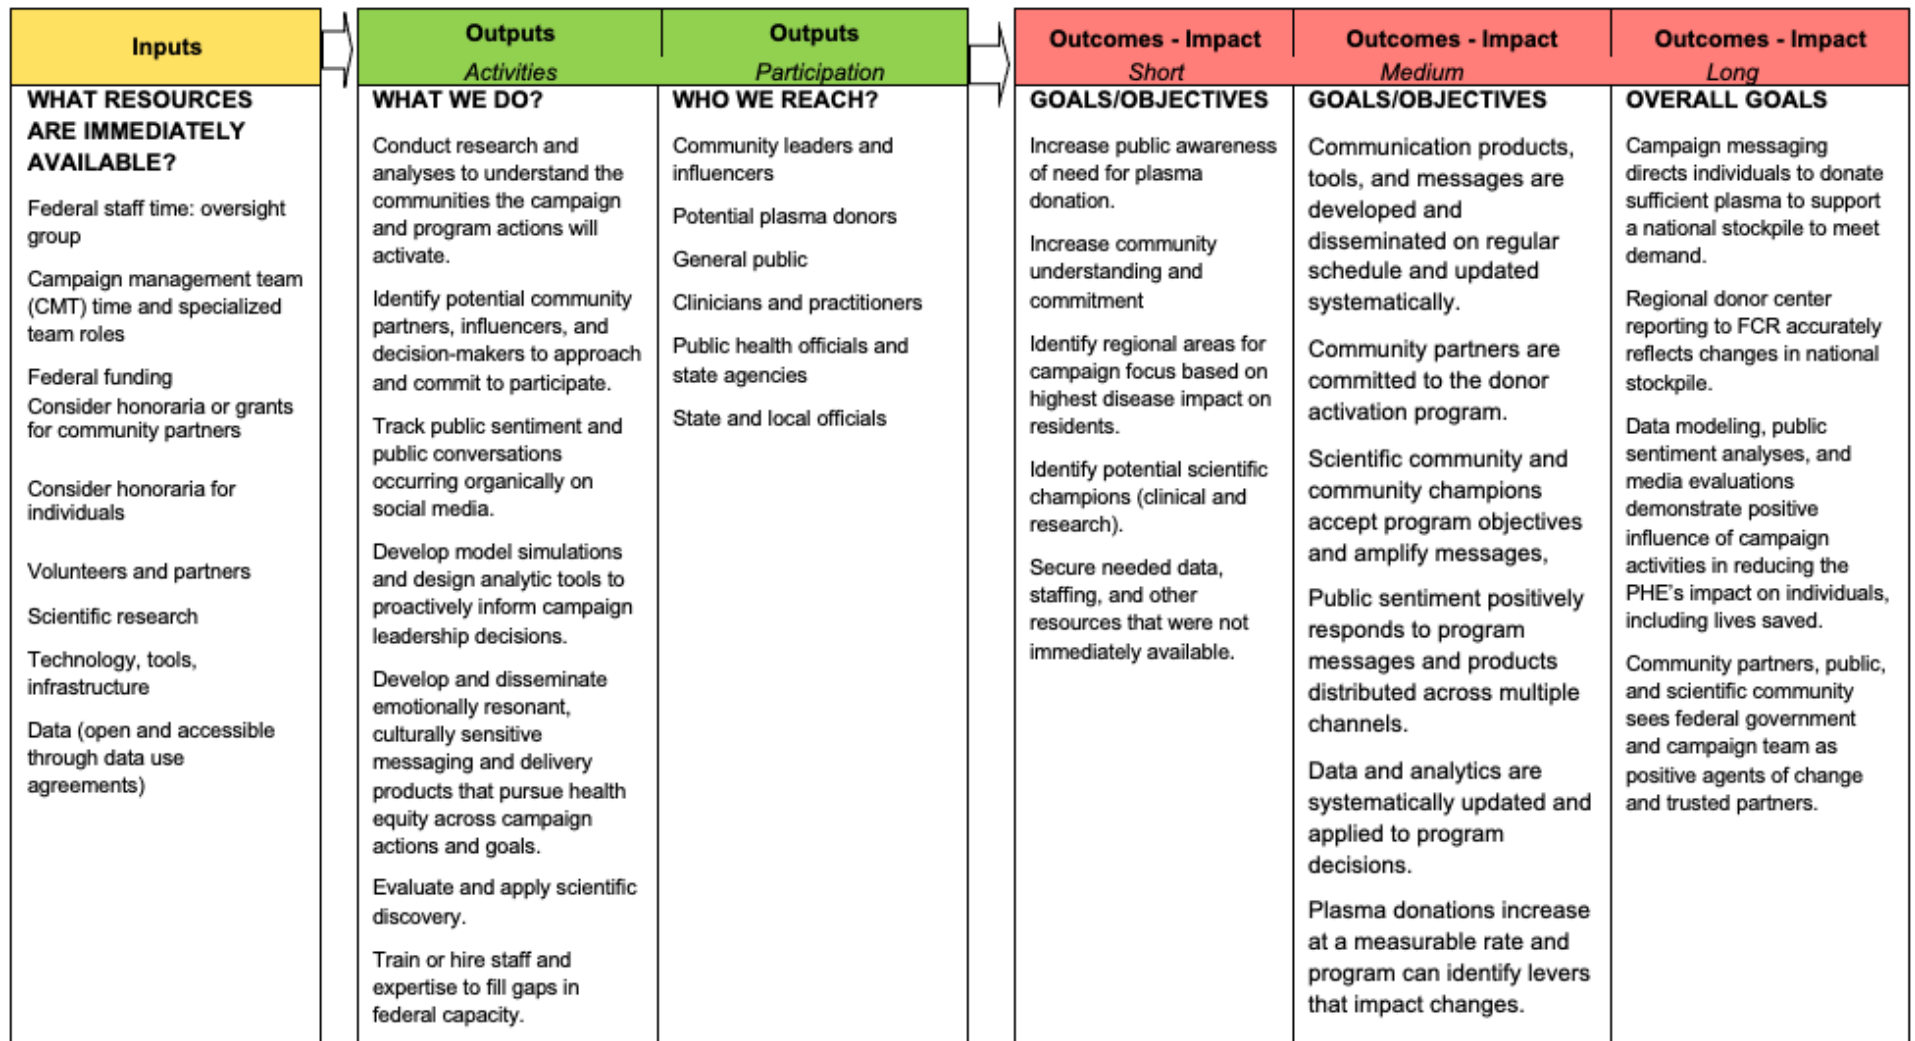 Inputs
WHAT RESOURCES
ARE IMMEDIATELY
AVAILABLE?
Federal staff time: oversight
group
Campaign management team
(CMT) time and specialized
team roles
Federal funding
Consider honoraria or grants
for community partners
Consider honoraria for
individuals
Volunteers and partners
Scientific research
Technology, tools,
infrastructure
Data (open and accessible
through data use
agreements)
Outputs
Activities
WHAT WE DO?
Conduct research and
analyses to understand the
communities the campaign
and program actions will
activate.
Identify potential community
partners, influencers, and
decision-makers to approach
and commit to participate.
Track public sentiment and
public conversations
occurring organically on
social media.
Develop model simulations
and design analytic tools to
proactively inform campaign
leadership decisions.
Develop and disseminate
emotionally resonant,
culturally sensitive
messaging and delivery
products that pursue health
equity across campaign
actions and goals.
Evaluate and apply scientific
discovery.
Train or hire staff and
expertise to fill gaps in
federal capacity.
Outputs
Participation
WHO WE REACH?
Community leaders and
influencers
Potential plasma donors
General public
Clinicians and practitioners
Public health officials and
state agencies
State and local officials
Outcomes - Impact
Short
GOALS/OBJECTIVES
Increase public awareness
of need for plasma
donation.
Increase community
understanding and
commitment
Identify regional areas for
campaign focus based on
highest disease impact on
residents.
Identify potential scientific
champions (clinical and
research).
Secure needed data,
staffing, and other
resources that were not
immediately available.
Outcomes - Impact
Medium
GOALS/OBJECTIVES
Communication products,
tools, and messages are
developed and
disseminated on regular
schedule and updated
systematically.
Community partners are
committed to the donor
activation program.
Scientific community and
community champions
accept program objectives
and amplify messages,
Public sentiment positively
responds to program
messages and products
distributed across multiple
channels.
Data and analytics are
systematically updated and
applied to program
decisions.
Plasma donations increase
at a measurable rate and
program can identify levers
that impact changes.
Outcomes - Impact
Long
OVERALL GOALS
Campaign messaging
directs individuals to donate
sufficient plasma to support
a national stockpile to meet
demand.
Regional donor center
reporting to FCR accurately
reflects changes in national
stockpile.
Data modeling, public
sentiment analyses, and
media evaluations
demonstrate positive
influence of campaign
activities in reducing the
PHE's impact on individuals,
including lives saved.
Community partners, public,
and scientific community
sees federal government
and campaign team as
positive agents of change
and trusted partners.